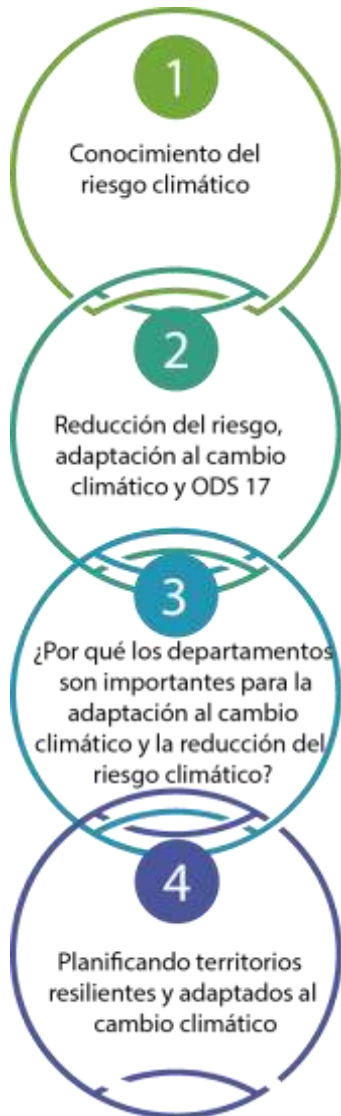 1
Conocimiento del
riesgo climático
2
Reducción del riesgo,
adaptación al cambio
climático y ODS 17
3
¿Por qué los departamentos
son importantes para la
adaptación al cambio
climático y la reducción del
riesgo climático?
4
Planificando territorios
resilientes y adaptados al
cambio climático